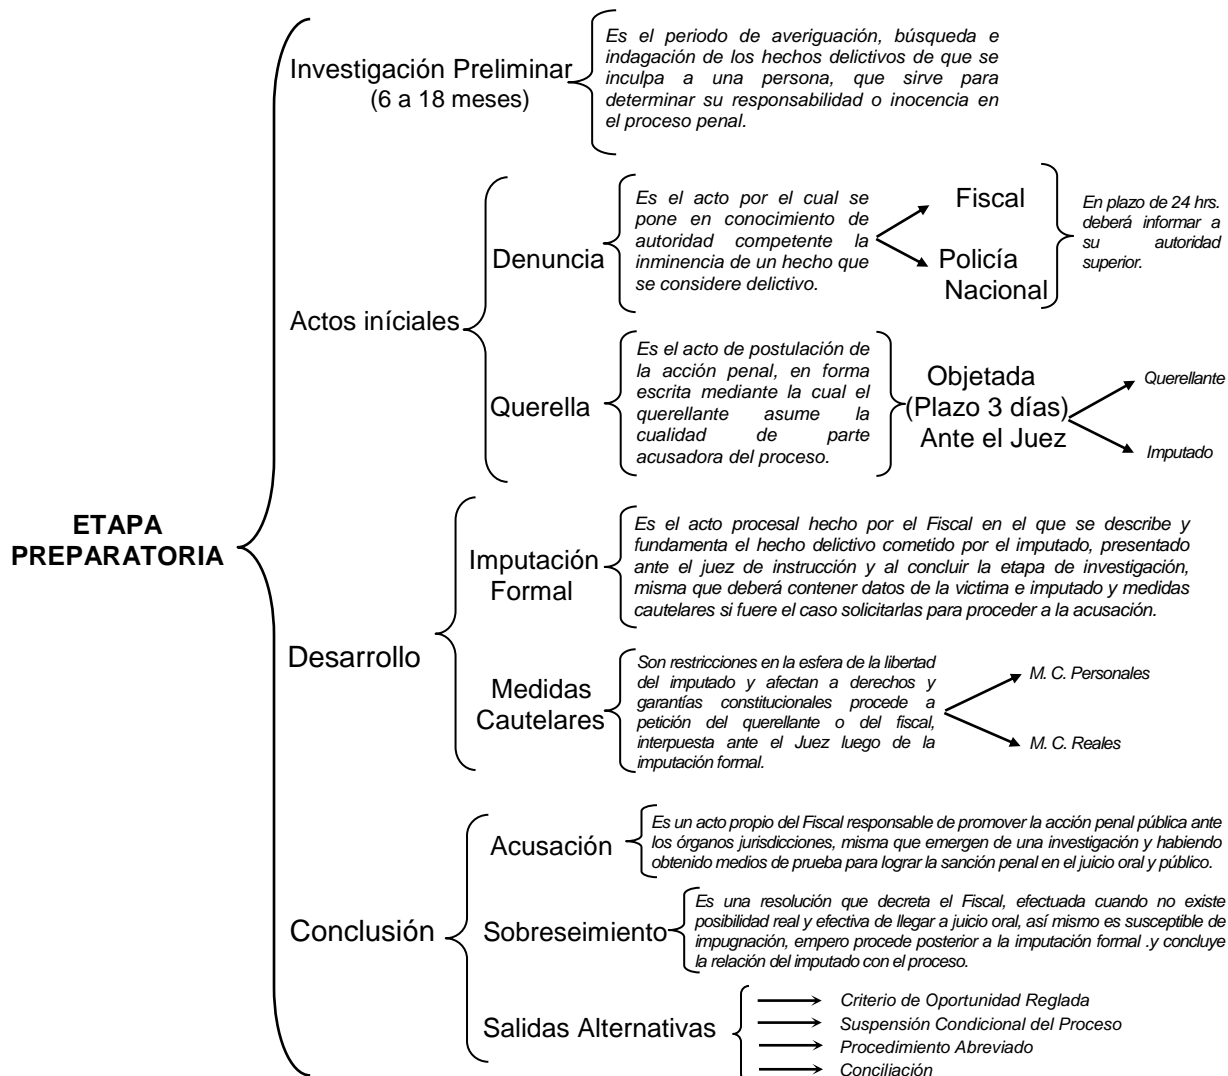 ETAPA
PREPARATORIA
Investigación Preliminar
(6 a 18 meses)
Es el periodo de averiguación, búsqueda e
indagación de los hechos delictivos de que se
inculpa a una persona, que sirve para
determinar su responsabilidad o inocencia en
el proceso penal.
Actos iníciales
Denuncia
Es el acto por el cual se
pone en conocimiento de
autoridad competente la
inminencia de un hecho que
se considere delictivo.
Fiscal
Policía
Nacional
En plazo de 24 hrs.
deberá informar a
su autoridad
superior.
Querella
Es el acto de postulación de
la acción penal, en forma
escrita mediante la cual el
querellante asume la
cualidad de parte
acusadora del proceso.
Objetada
(Plazo 3 días)
Ante el Juez
Querellante
Imputado
Desarrollo
Imputación
Formal
Es el acto procesal hecho por el Fiscal en el que se describe y
fundamenta el hecho delictivo cometido por el imputado, presentado
ante el juez de instrucción y al concluir la etapa de investigación,
misma que deberá contener datos de la victima e imputado y medidas
cautelares si fuere el caso solicitarlas para proceder a la acusación.
Medidas
Cautelares
Son restricciones en la esfera de la libertad
del imputado y afectan a derechos y
garantías constitucionales procede a
petición del querellante o del fiscal,
interpuesta ante el Juez luego de la
imputación formal.
M. C. Personales
M. C. Reales
Conclusión
Acusación
Es un acto propio del Fiscal responsable de promover la acción penal pública ante
los órganos jurisdicciones, misma que emergen de una investigación y habiendo
obtenido medios de prueba para lograr la sanción penal en el juicio oral y público.
Sobreseimiento
Es una resolución que decreta el Fiscal, efectuada cuando no existe
posibilidad real y efectiva de llegar a juicio oral, así mismo es susceptible de
impugnación, empero procede posterior a la imputación formal .y concluye
la relación del imputado con el proceso.
Salidas Alternativas
Criterio de Oportunidad Reglada
Suspensión Condicional del Proceso
Procedimiento Abreviado
Conciliación